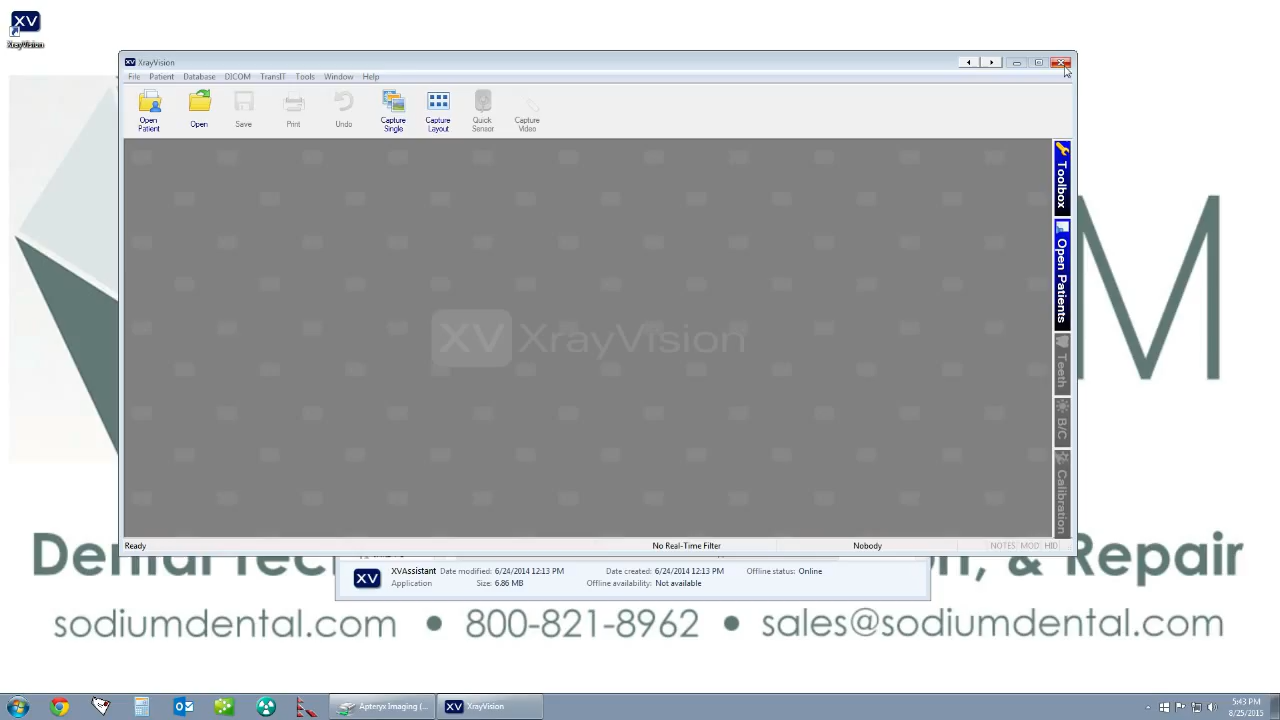 XV
XrayVision
XV XrayVision
File Patient Database DICOM TransIT Tools Window Help
Open Patient
Open
Save
Print
Undo
Capture Single
Capture Layout
Quick Sensor
Capture Video
Toolbox
Open Patients
Teeth
B/C
Calibration
XV XrayVision
M
Ready No Real-Time Filter Nobody NOTES MOD HID
XV
XVAssistant Date modified: 6/24/2014 12:13 PM Date created: 6/24/2014 12:13 PM Offline status: Online
Application Size: 6.86 MB Offline availability: Not available
& Repair
sodiumdental.com • 800-821-8962 • sales@sodiumdental.com
Apteryx Imaging (...
XV XrayVision
5:43 PM
8/25/2015